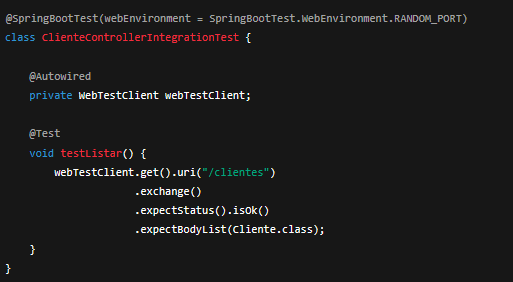 @SpringBootTest(webEnvironment = SpringBootTest.WebEnvironment.RANDOM_PORT)
class ClienteControllerIntegrationTest {
@Autowired
private WebTestClient webTestClient;
@Test
void testListar() {
webTestClient.get().uri("/clientes")
.exchange()
.expectStatus().isOk()
.expectBodyList(Cliente.class);
}
}